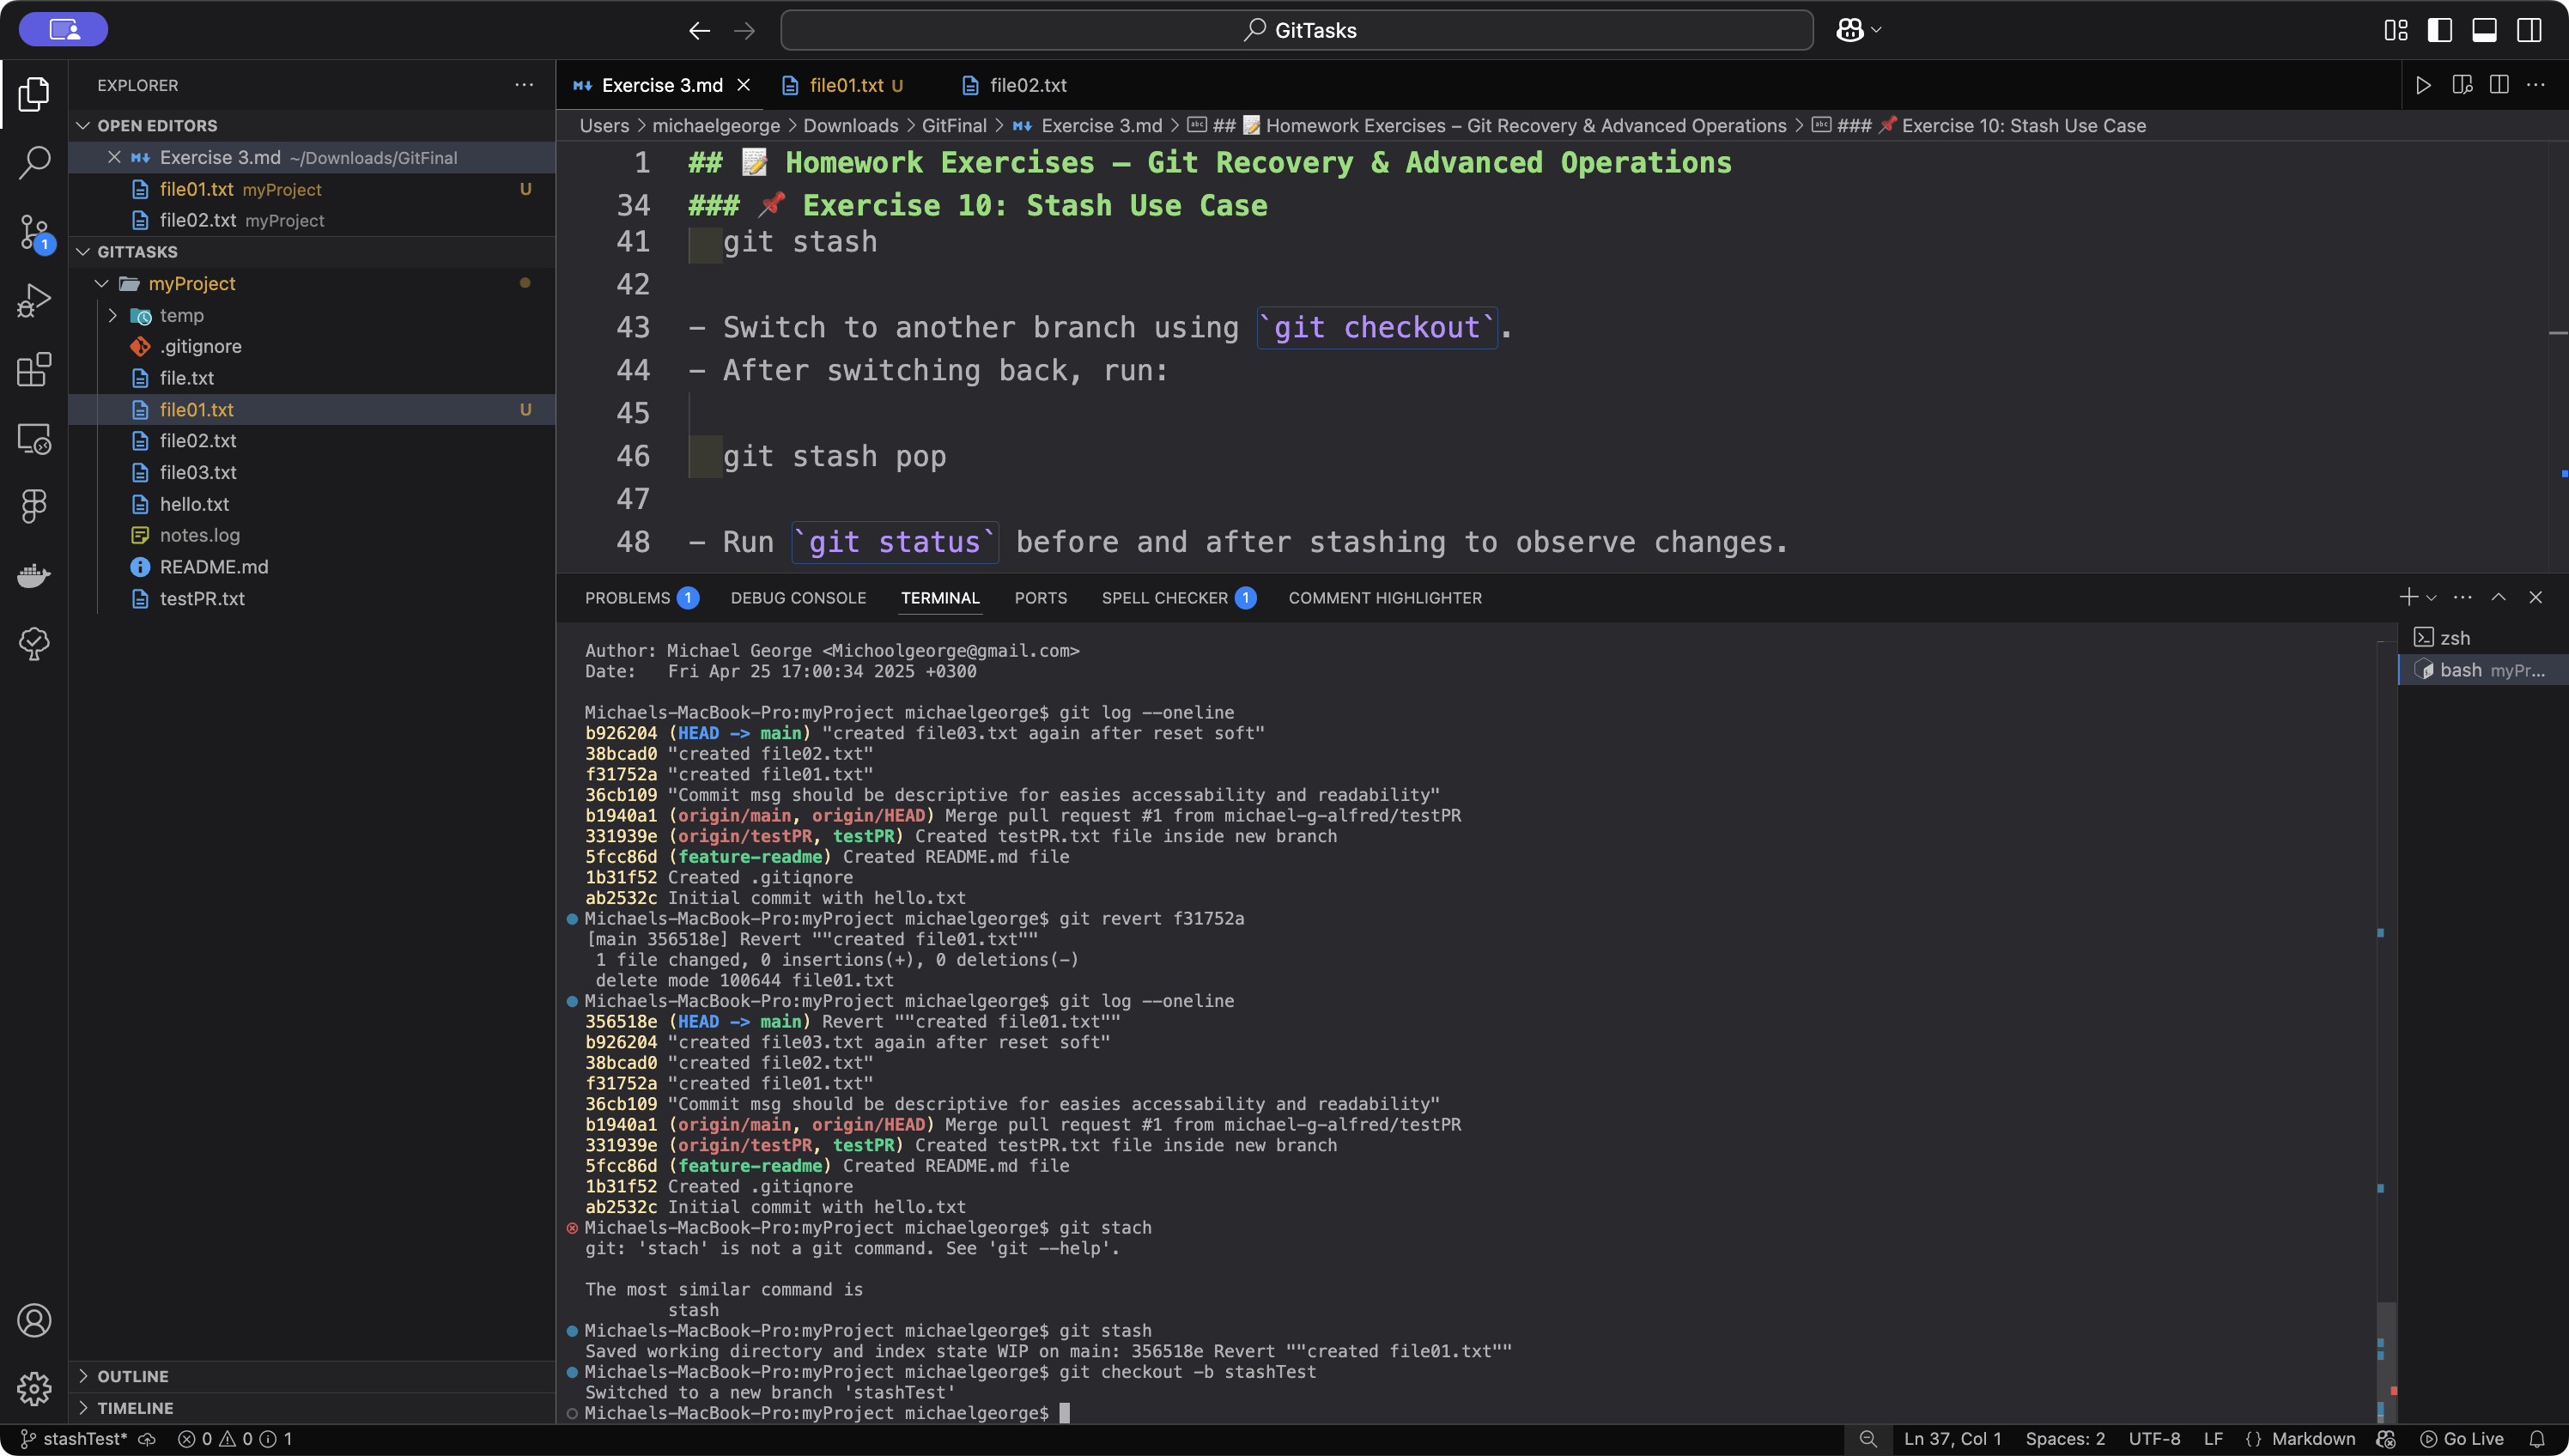 GitTasks
EXPLORER
OPEN EDITORS
Exercise 3.md ~/Downloads/GitFinal
file01.txt myProject U
file02.txt myProject
GITTASKS
myProject
temp
.gitignore
file.txt
file01.txt U
file02.txt
file03.txt
hello.txt
notes.log
README.md
testPR.txt
OUTLINE
TIMELINE
1
Exercise 3.md
file01.txt U
file02.txt
Users > michaelgeorge > Downloads > GitFinal > Exercise 3.md > ## 📝 Homework Exercises – Git Recovery & Advanced Operations > ### 📌 Exercise 10: Stash Use Case
1 ## 📝 Homework Exercises – Git Recovery & Advanced Operations
34 ### 📌 Exercise 10: Stash Use Case
41 git stash
42
43 - Switch to another branch using `git checkout`.
44 - After switching back, run:
45
46 git stash pop
47
48 - Run `git status` before and after stashing to observe changes.
PROBLEMS 1 DEBUG CONSOLE TERMINAL PORTS SPELL CHECKER 1 COMMENT HIGHLIGHTER
zsh
bash myPr...
Author: Michael George <Michoolgeorge@gmail.com>
Date:   Fri Apr 25 17:00:34 2025 +0300
Michaels-MacBook-Pro:myProject michaelgeorge$ git log --oneline
b926204 (HEAD -> main) "created file03.txt again after reset soft"
38bcad0 "created file02.txt"
f31752a "created file01.txt"
36cb109 "Commit msg should be descriptive for easies accessability and readability"
b1940a1 (origin/main, origin/HEAD) Merge pull request #1 from michael-g-alfred/testPR
331939e (origin/testPR, testPR) Created testPR.txt file inside new branch
5fcc86d (feature-readme) Created README.md file
1b31f52 Created .gitiqnore
ab2532c Initial commit with hello.txt
Michaels-MacBook-Pro:myProject michaelgeorge$ git revert f31752a
[main 356518e] Revert ""created file01.txt""
1 file changed, 0 insertions(+), 0 deletions(-)
delete mode 100644 file01.txt
Michaels-MacBook-Pro:myProject michaelgeorge$ git log --oneline
356518e (HEAD -> main) Revert ""created file01.txt""
b926204 "created file03.txt again after reset soft"
38bcad0 "created file02.txt"
f31752a "created file01.txt"
36cb109 "Commit msg should be descriptive for easies accessability and readability"
b1940a1 (origin/main, origin/HEAD) Merge pull request #1 from michael-g-alfred/testPR
331939e (origin/testPR, testPR) Created testPR.txt file inside new branch
5fcc86d (feature-readme) Created README.md file
1b31f52 Created .gitiqnore
ab2532c Initial commit with hello.txt
Michaels-MacBook-Pro:myProject michaelgeorge$ git stach
git: 'stach' is not a git command. See 'git --help'.
The most similar command is
stash
Michaels-MacBook-Pro:myProject michaelgeorge$ git stash
Saved working directory and index state WIP on main: 356518e Revert ""created file01.txt""
Michaels-MacBook-Pro:myProject michaelgeorge$ git checkout -b stashTest
Switched to a new branch 'stashTest'
Michaels-MacBook-Pro:myProject michaelgeorge$
stashTest* 0 0 1 Ln 37, Col 1 Spaces: 2 UTF-8 LF {} Markdown Go Live